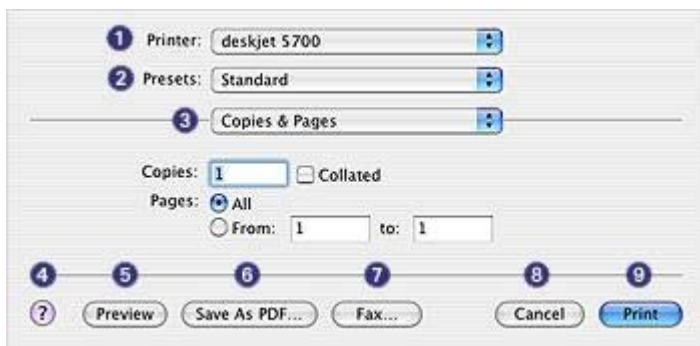 1 Printer: deskjet 5700
2 Presets: Standard
3 Copies & Pages
Copies: 1 Collated
Pages: All
From: 1 to: 1
4 5 6 7 8 9
? Preview Save As PDF... Fax... Cancel Print